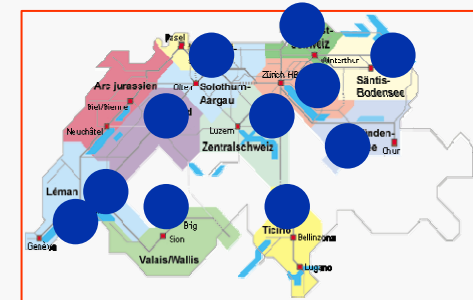 Basel
Winterthur
Zürich HB
Säntis-
Bodensee
Arc jurassien
Olten
Solothurn-
Aargau
Biel/Bienne
Neuchâtel
Luzern
Zentralschweiz
Chur
Léman
Genève
Brig
Sion
Valais/Wallis
Ticino
Bellinzona
Lugano